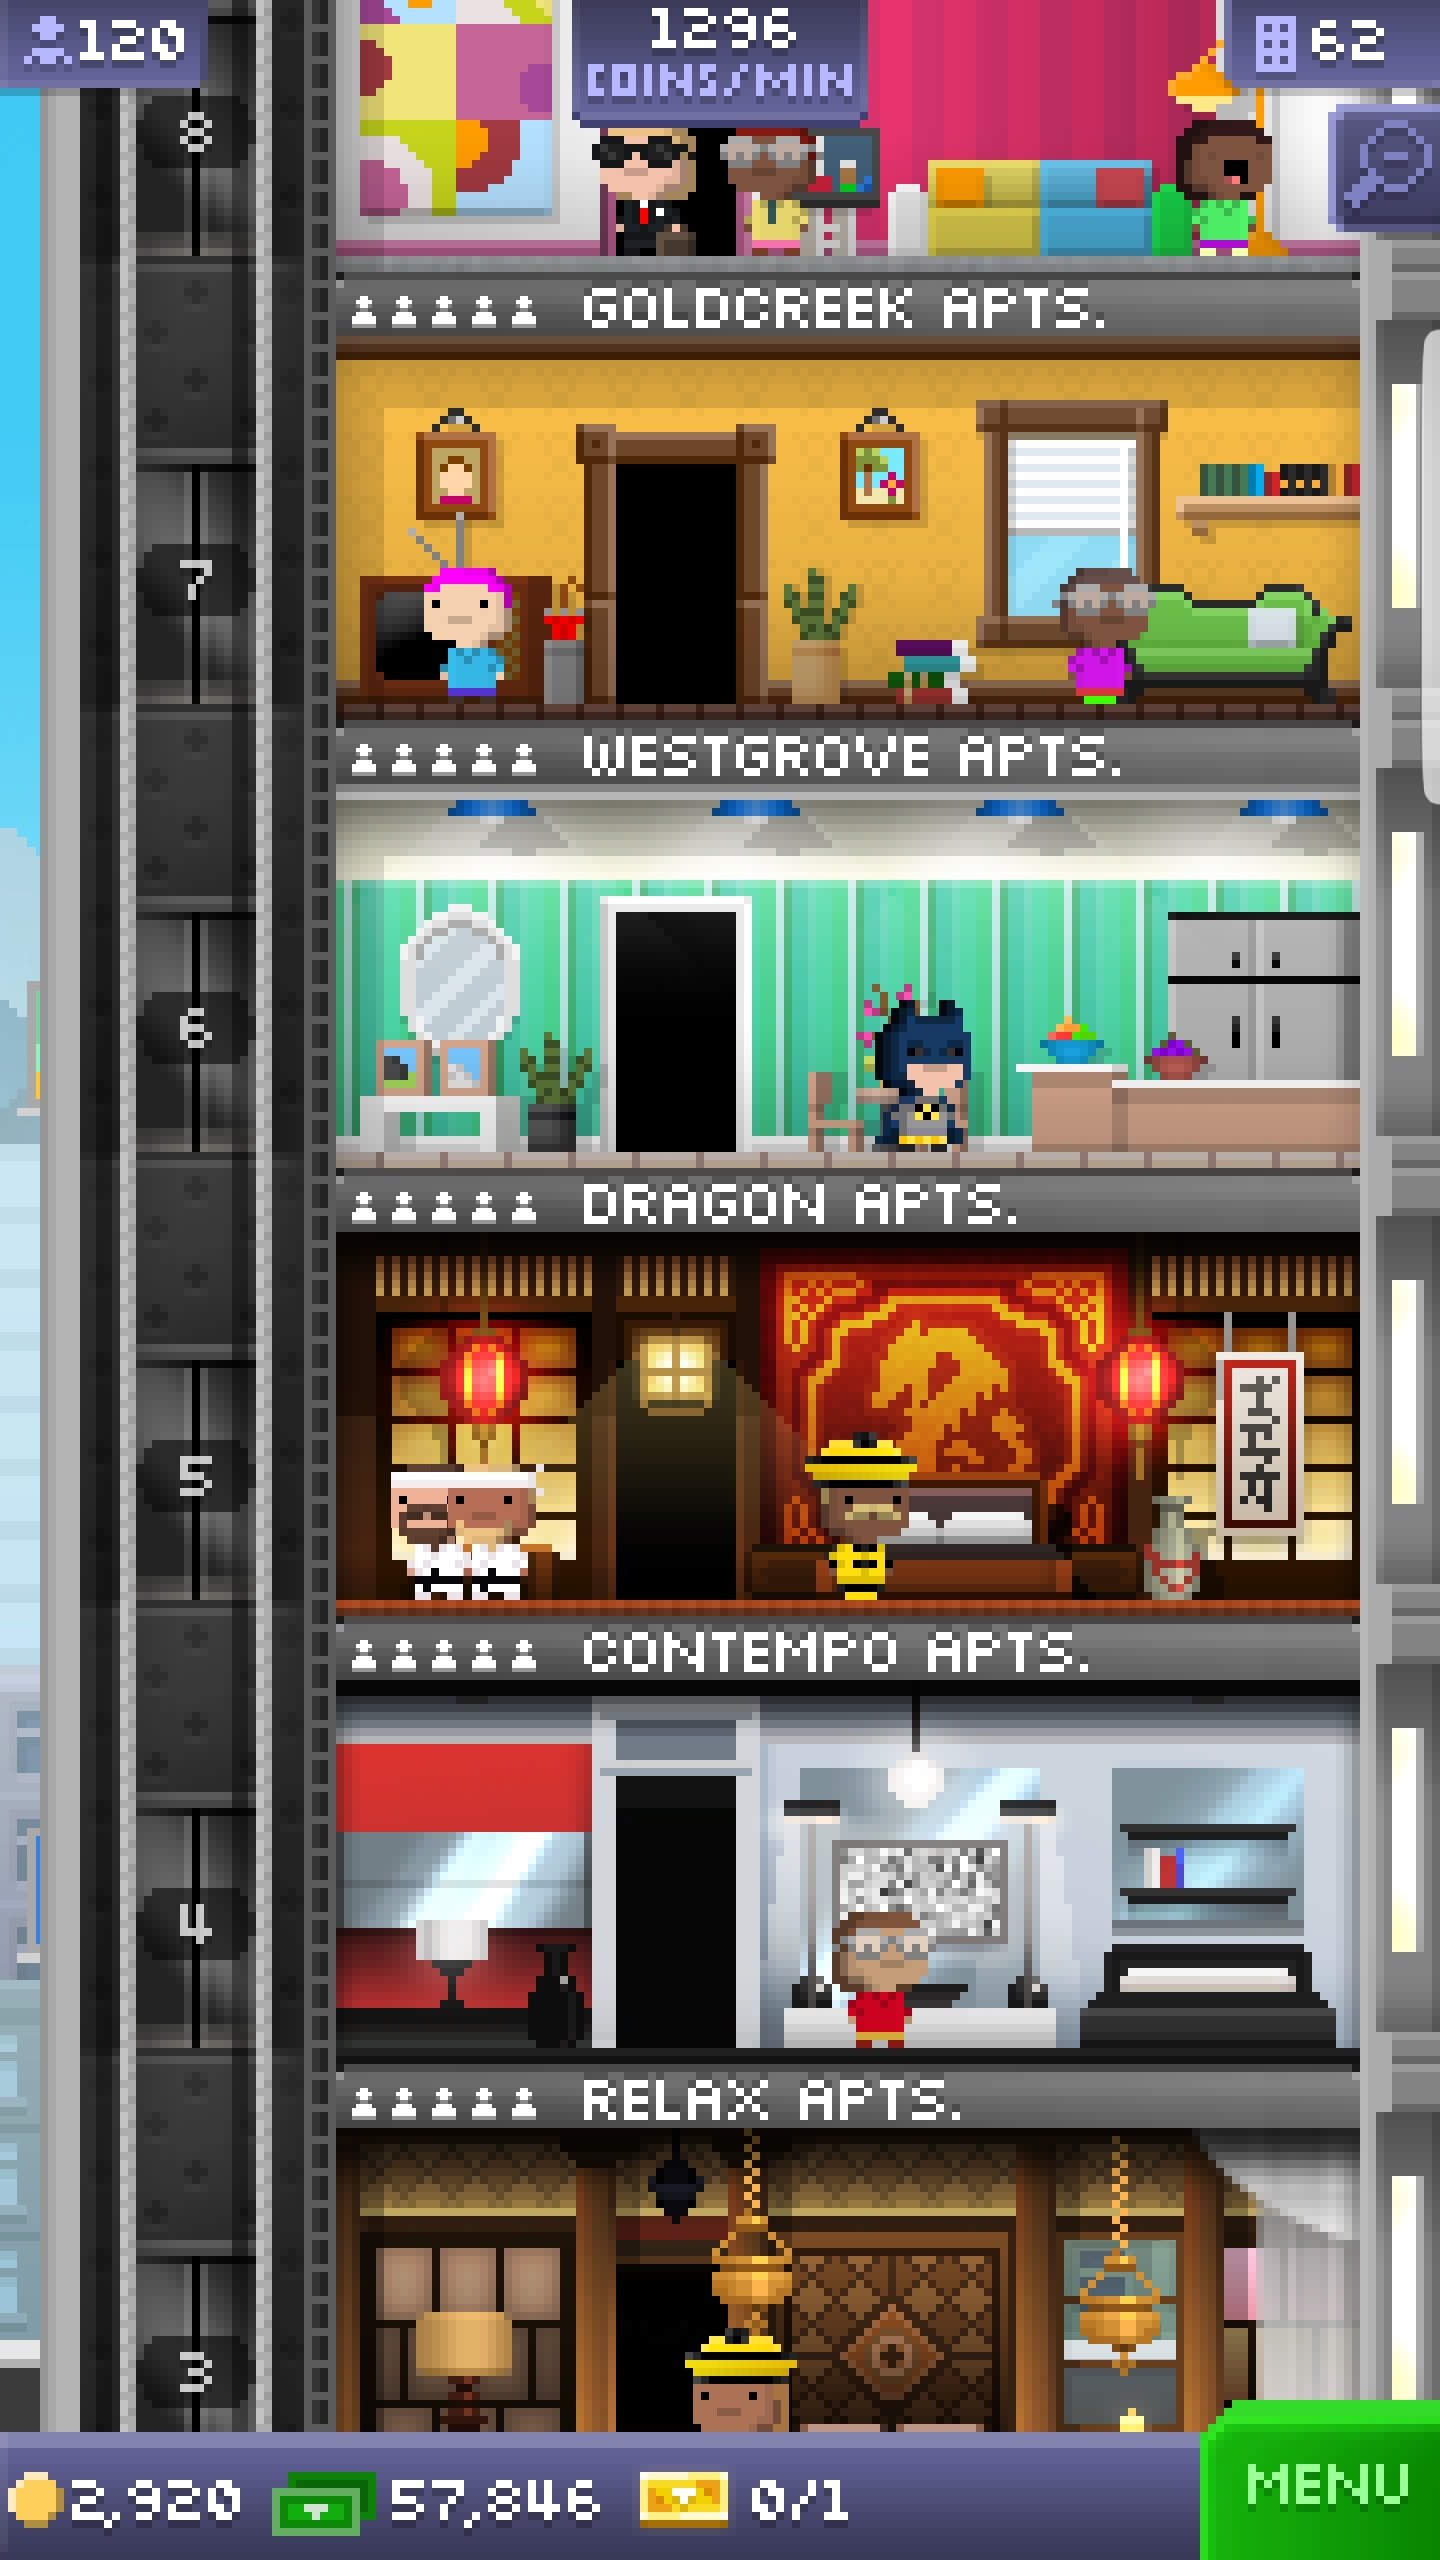 120
1296
COINS/MIN
62
8
GOLDCREEK APTS.
7
WESTGROVE APTS.
6
DRAGON APTS.
5
CONTEMPO APTS.
4
RELAX APTS.
3
2,920
57,846
0/1
MENU